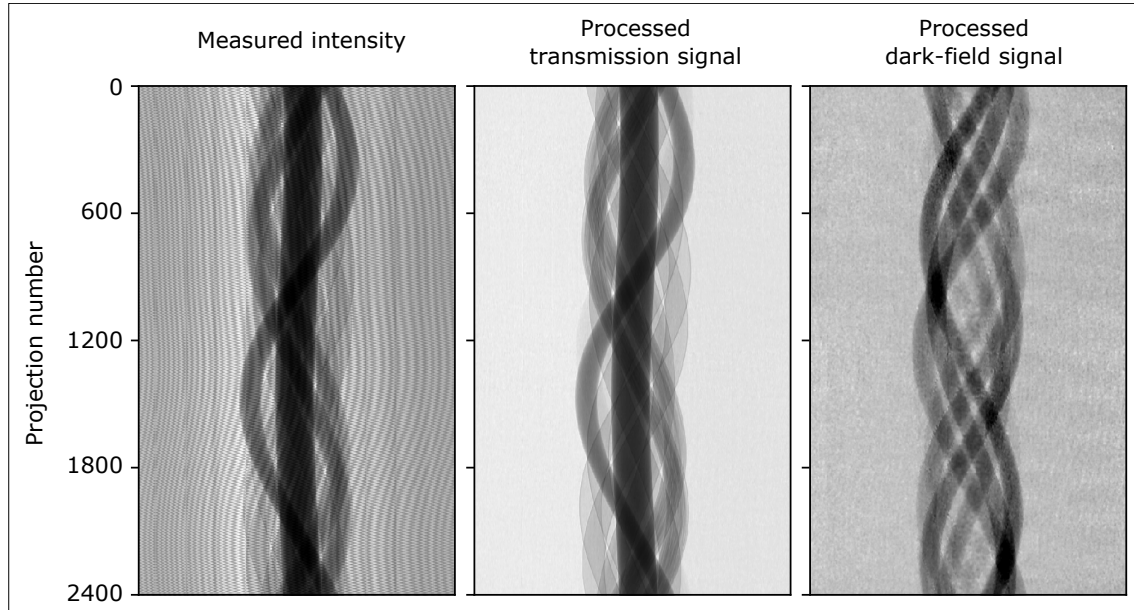 Measured intensity
Processed
transmission signal
Processed
dark-field signal
Projection number
0
600
1200
1800
2400